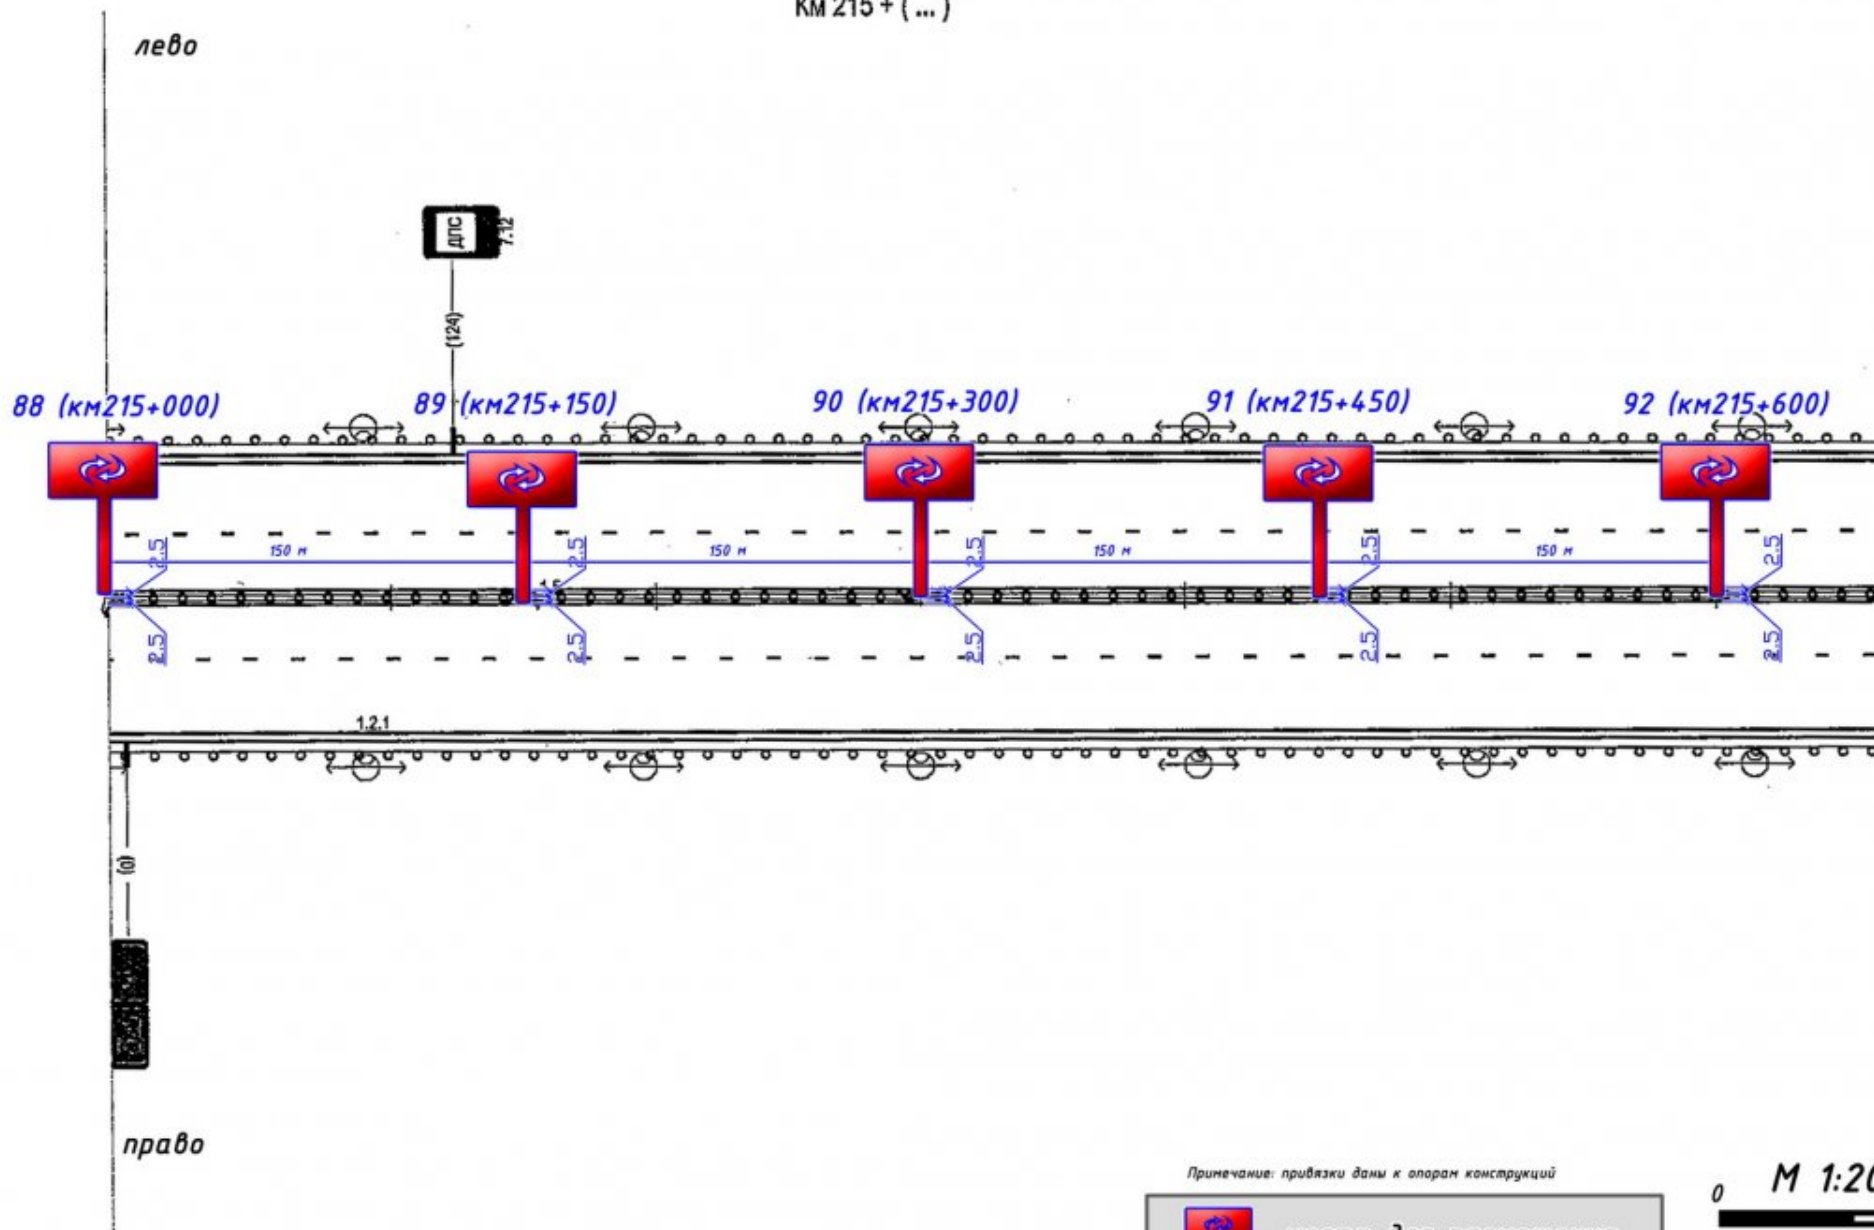 КМ 215 + ( ... )
лево
ДПС
7.12
(124)
88 (км215+000)
89 (км215+150)
90 (км215+300)
91 (км215+450)
92 (км215+600)
150 м
150 м
150 м
150 м
2.5
2.5
2.5
2.5
2.5
2.5
2.5
2.5
2.5
2.5
1.2.1
(0)
право
Примечание: привязки даны к опорам конструкций
0
М 1:20